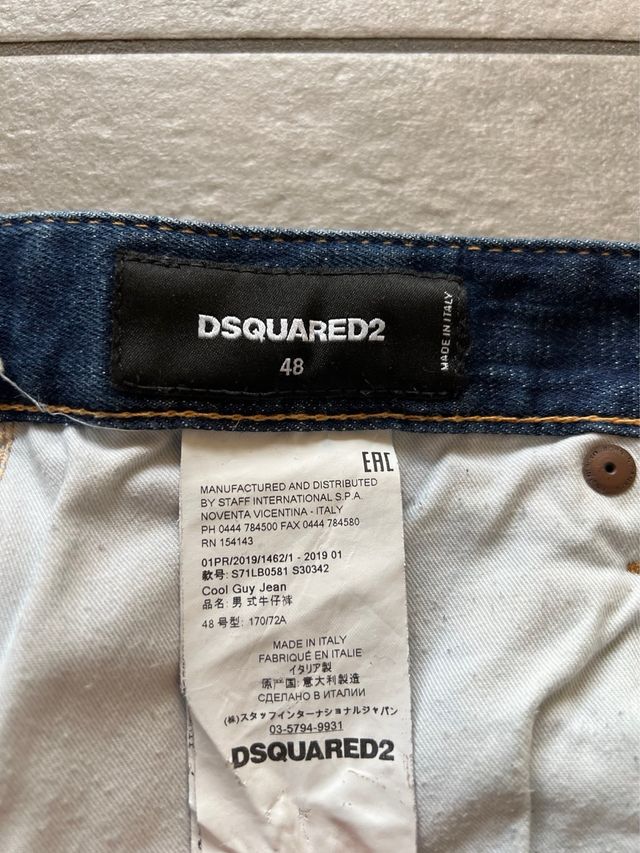 DSQUARED2
48
MADE IN ITALY
EAC
MANUFACTURED AND DISTRIBUTED
BY STAFF INTERNATIONAL S.P.A.
NOVENTA VICENTINA - ITALY
PH 0444 784500 FAX 0444 784580
RN 154143
01PR/2019/1462/1 - 2019 01
款号: S71LB0581 S30342
Cool Guy Jean
品名: 男式牛仔裤
48 号型: 170/72A
MADE IN ITALY
FABRIQUÉ EN ITALIE
イタリア製
原产国: 意大利制造
СДЕЛАНО В ИТАЛИИ
(株)スタッフインターナショナルジャパン
03-5794-9931
DSQUARED2